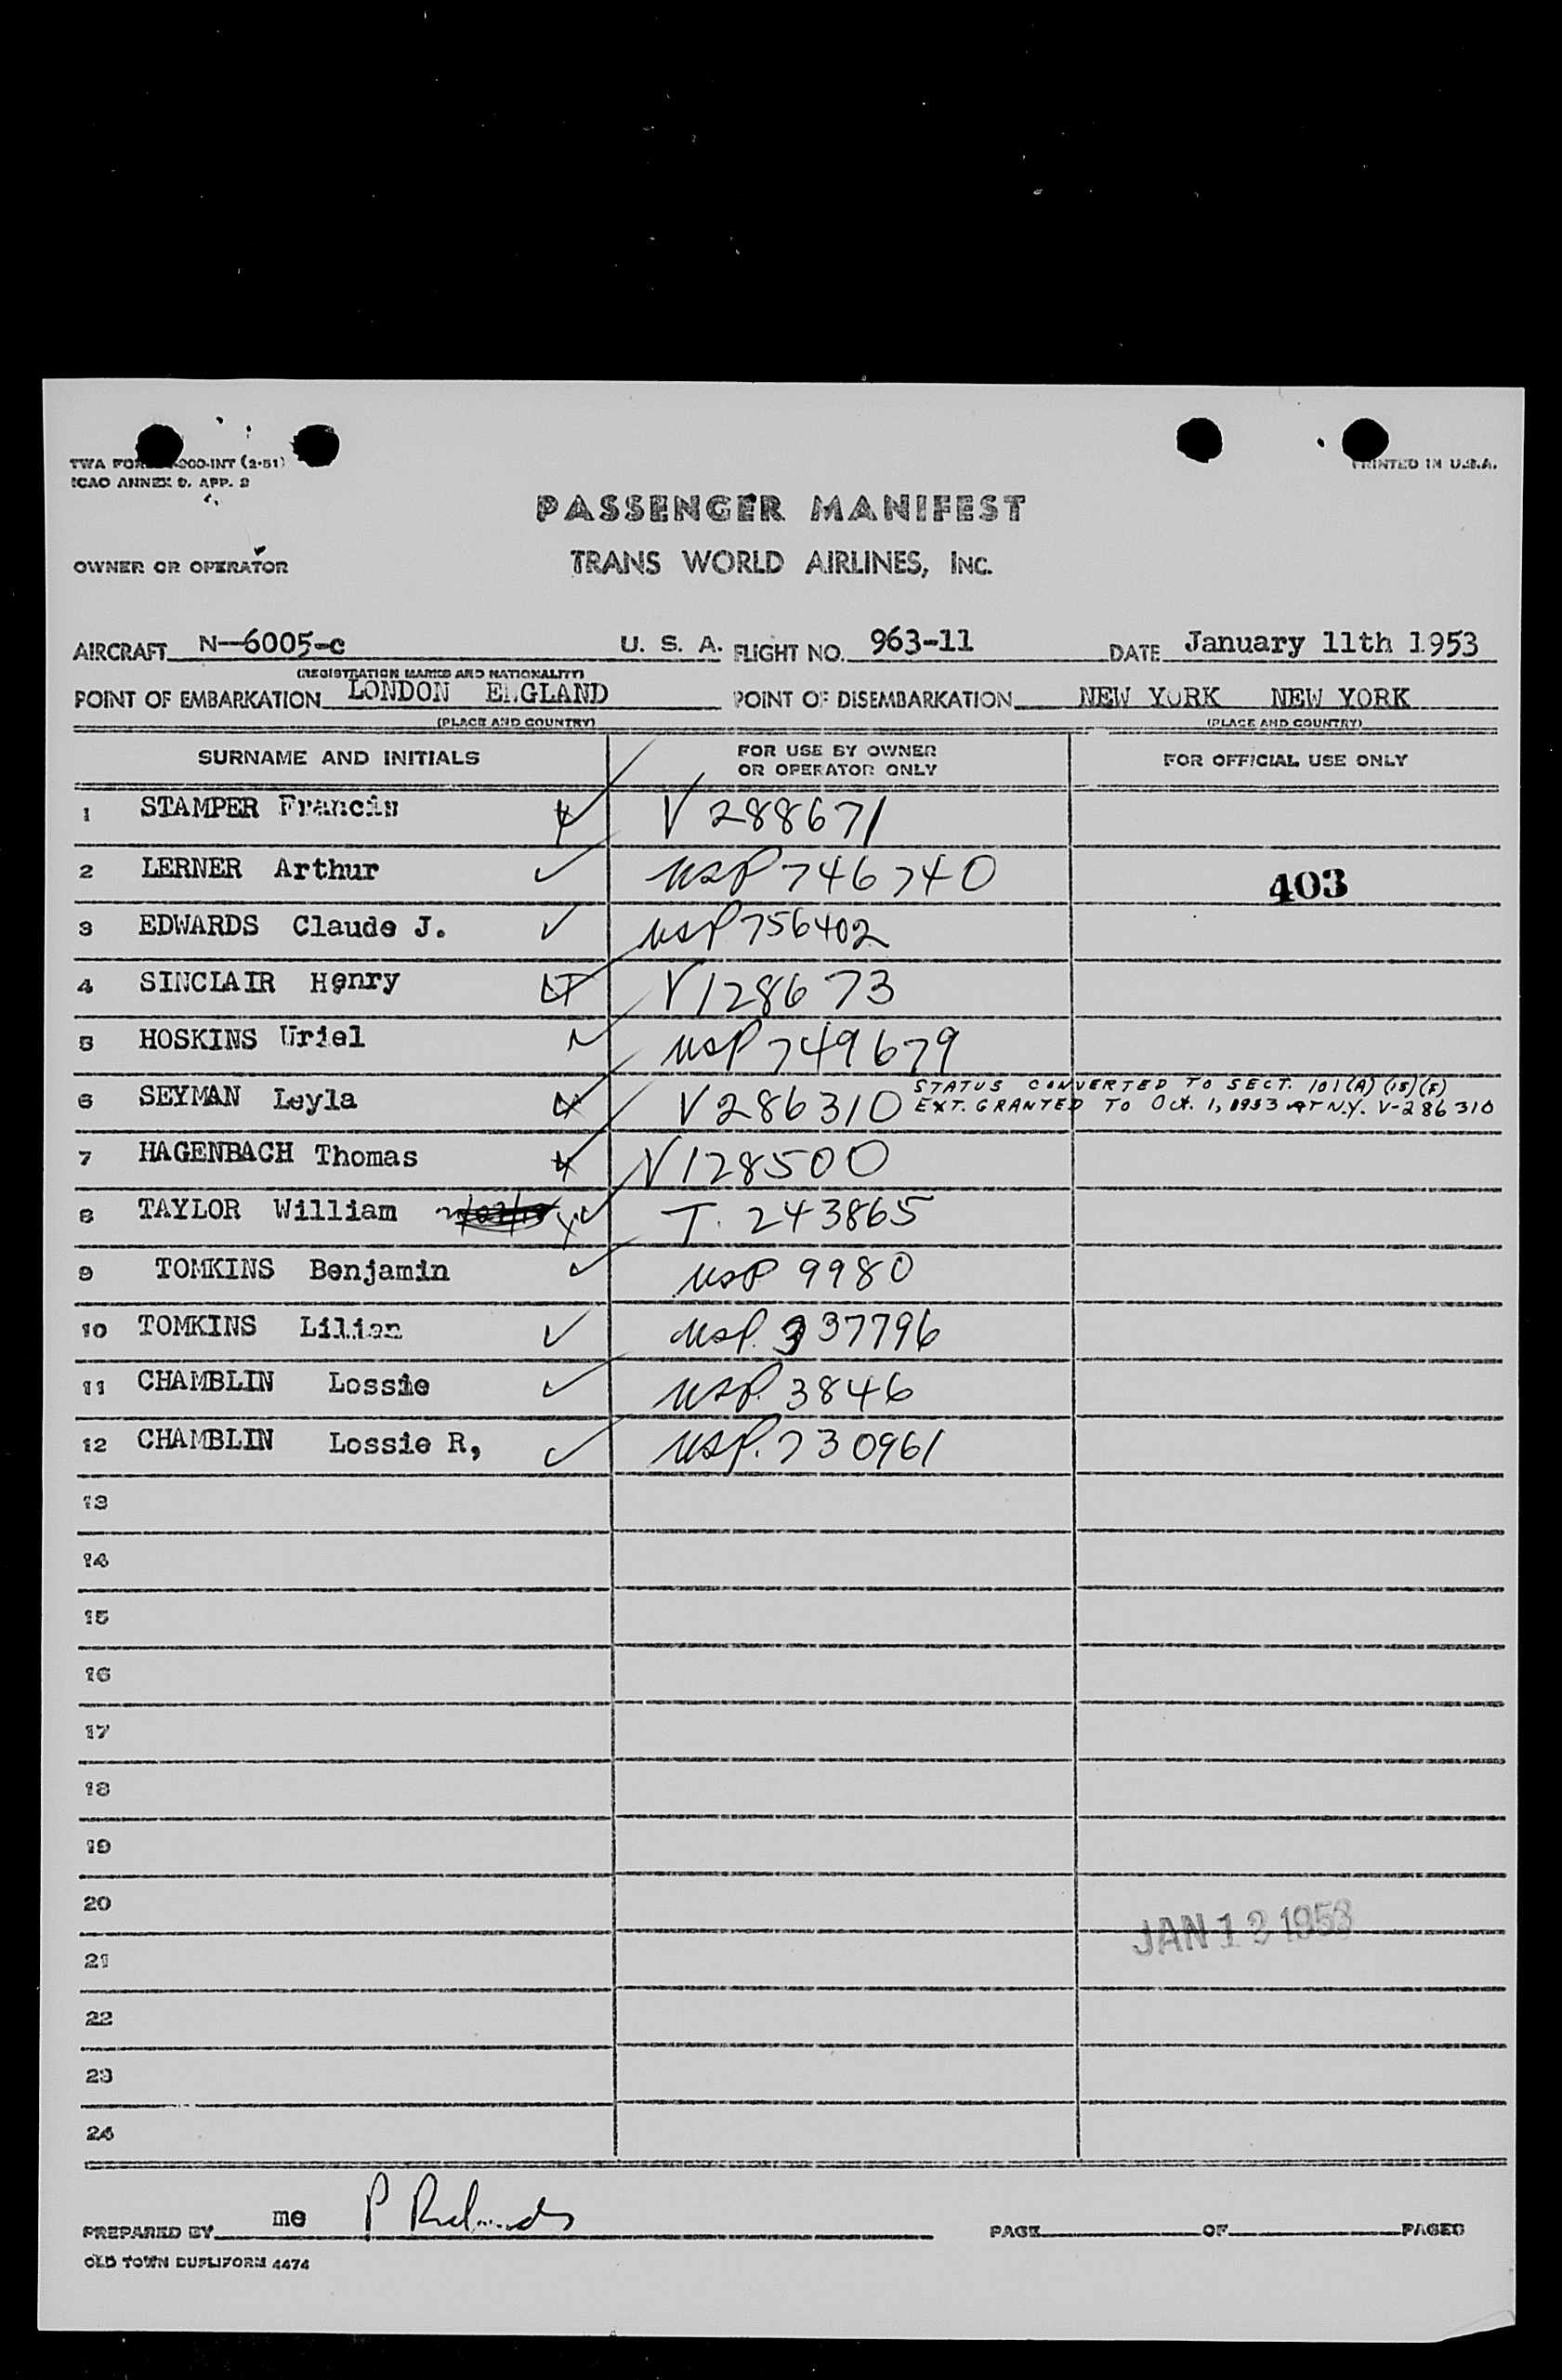 TWA FOR 000-INT (2-51)
PRINTED IN U.S.A.
ICAO ANNEX 9. APP. 2
PASSENGER MANIFEST
OWNER OR OPERATOR TRANS WORLD AIRLINES, INC.
AIRCRAFT N-6005-C U. S. A. FLIGHT NO. 963-11 DATE January 11th 1953
(REGISTRATION MARKS AND NATIONALITY)
POINT OF EMBARKATION LONDON ENGLAND POINT OF DISEMBARKATION NEW YORK NEW YORK
(PLACE AND COUNTRY) (PLACE AND COUNTRY)
SURNAME AND INITIALS FOR USE BY OWNER OR OPERATOR ONLY FOR OFFICIAL USE ONLY
1 STAMPER Francis V 288671
2 LERNER Arthur USP 746740 403
3 EDWARDS Claude J. USP 756402
4 SINCLAIR Henry V128673
5 HOSKINS Uriel USP 749679
6 SEYMAN Leyla V286310 STATUS CONVERTED TO SECT. 101(A)(15)(F)
EXT. GRANTED TO Oct. 1, 1953 AT N.Y. V-286310
7 HAGENBACH Thomas V128500
8 TAYLOR William T. 243865
9 TOMKINS Benjamin USP 9980
10 TOMKINS Lilian USP. 337796
11 CHAMBLIN Lossie USP. 3846
12 CHAMBLIN Lossie R, USP. 730961
13
14
15
16
17
18
19
20
JAN 13 1953
21
22
23
24
PREPARED BY me PAGE OF PAGES
OLD TOWN DUPLIFORM 4474